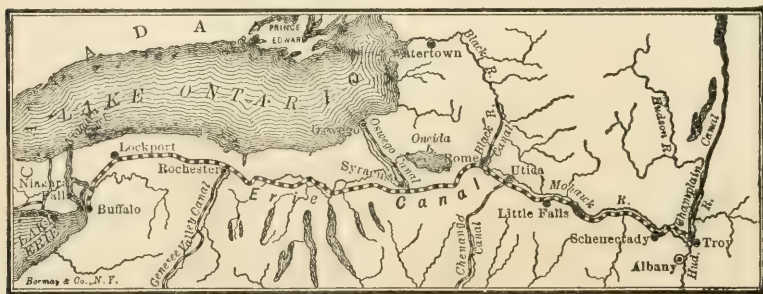 C A N A D A
PRINCE
EDWARD
LAKE ONTARIO
Watertown
Black R.
Black R.
Canal
Hudson R.
Champlain
Canal
Oswego
Oswego Canal
Oneida
L.
Rome
Lockport
Rochester
Syracuse
Utida
Mohawk
R.
Niagara
Falls
Buffalo
LAKE
ERIE
Erie
Canal
Little Falls
Schenectady
Troy
Albany
Hud.
R.
Genesee Valley Canal
Chenango
Canal
Bormay & Co., N.Y.